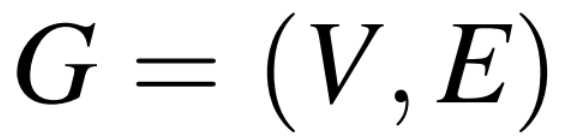 G = (V, E)